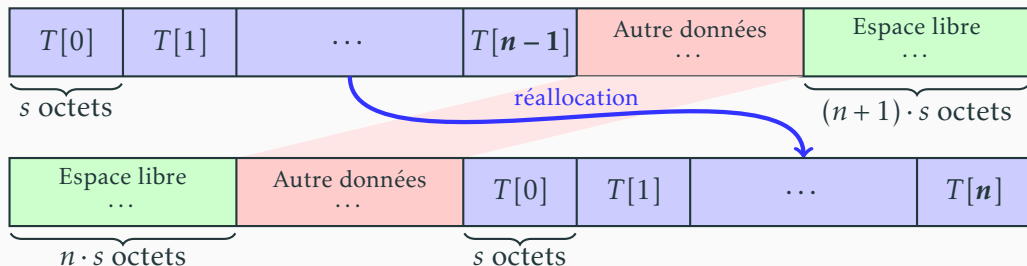 T[0] T[1] ... T[n − 1] Autre données ... Espace libre ...
s octets réallocation (n + 1) · s octets
Espace libre ... Autre données ... T[0] T[1] ... T[n]
n · s octets s octets